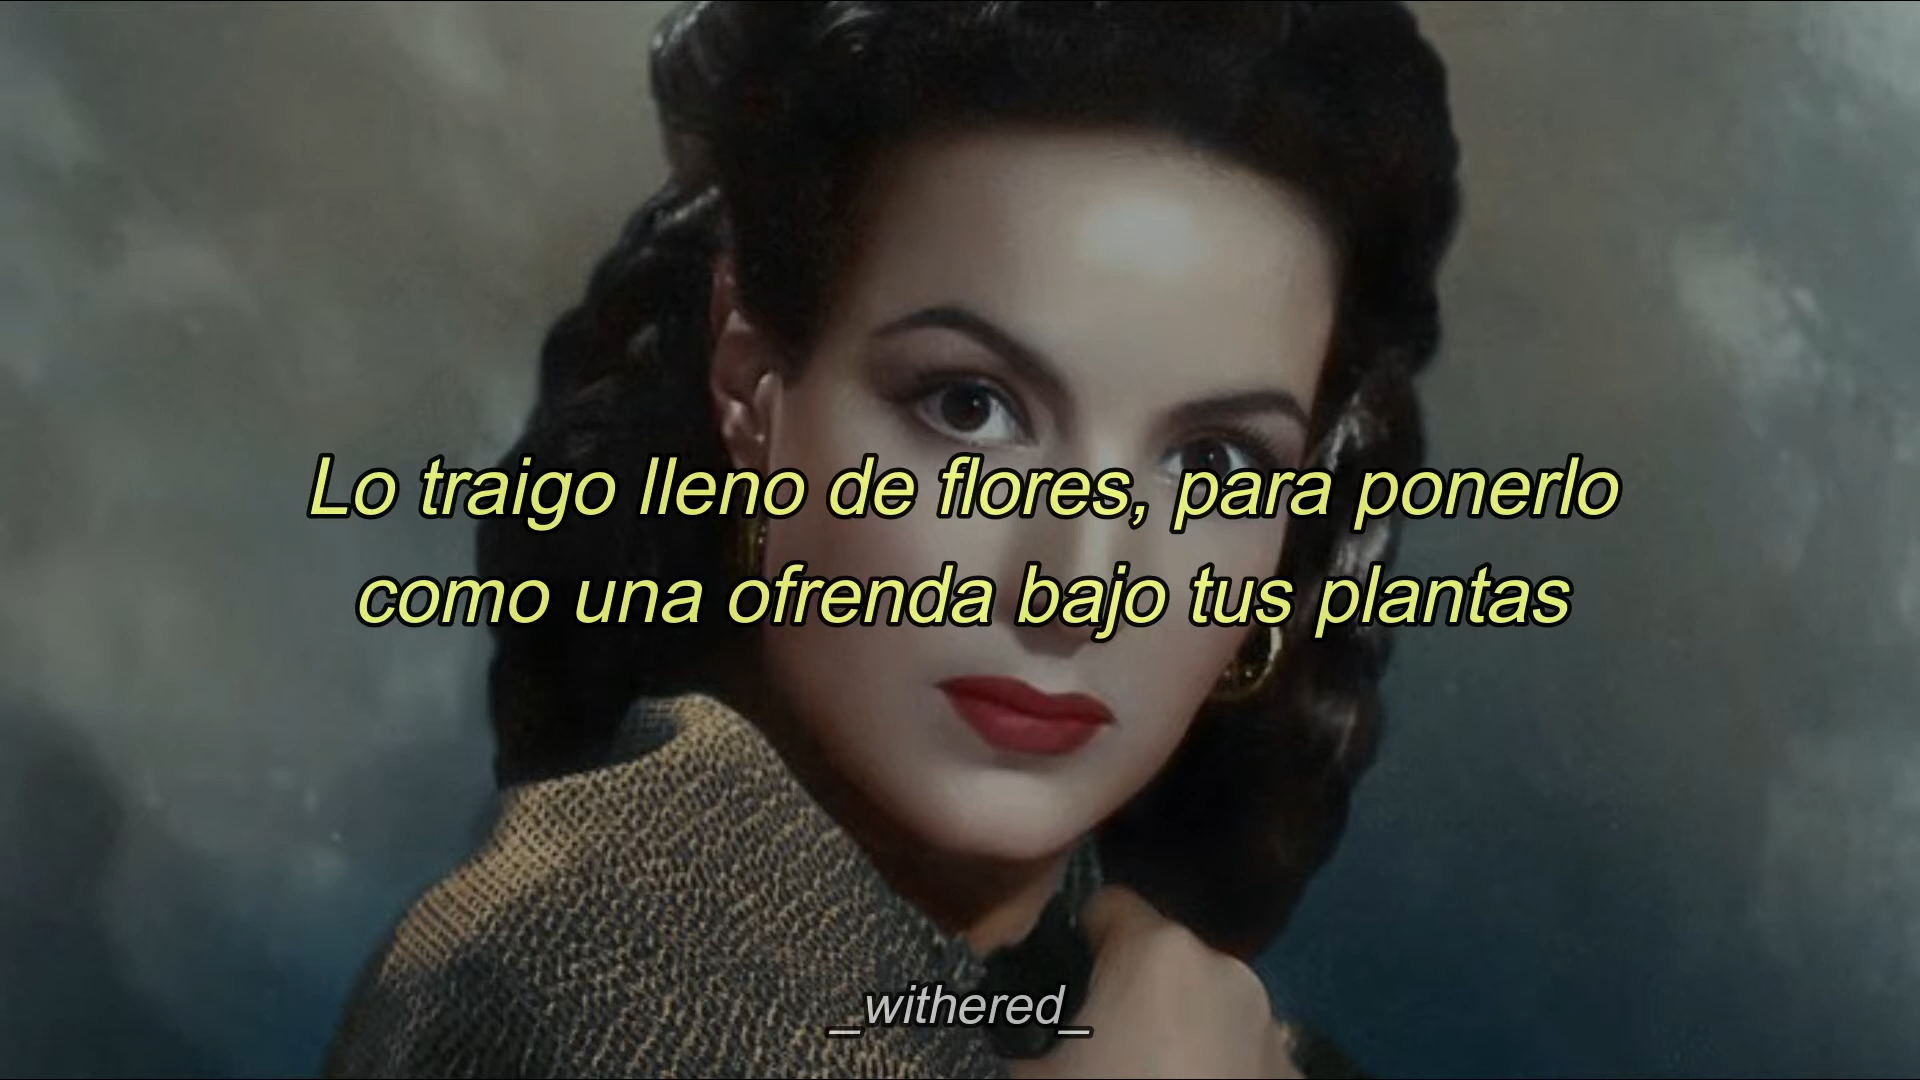 Lo traigo lleno de flores, para ponerlo
como una ofrenda bajo tus plantas
_withered_